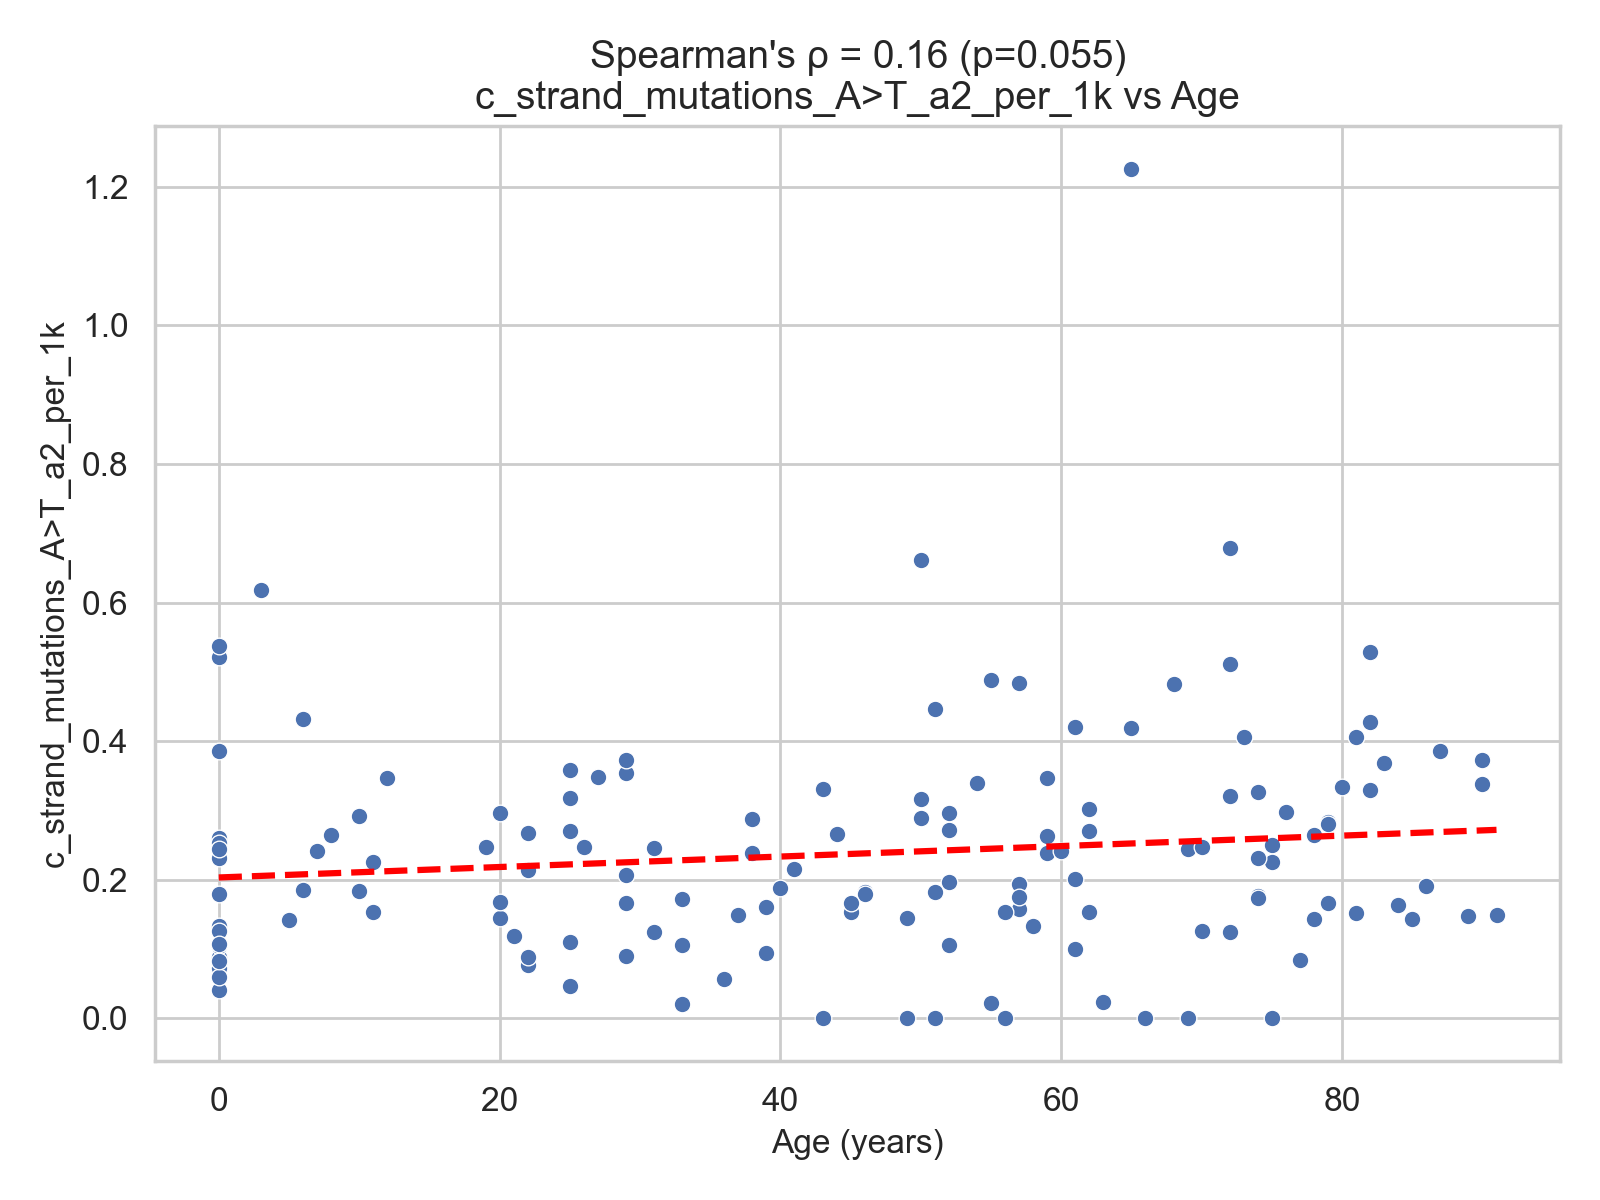 Spearman's ρ = 0.16 (p=0.055)
c_strand_mutations_A>T_a2_per_1k vs Age
c_strand_mutations_A>T_a2_per_1k
1.2
1.0
0.8
0.6
0.4
0.2
0.0
0 20 40 60 80
Age (years)